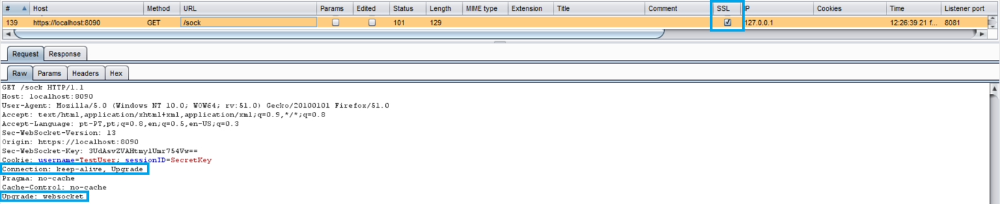 # Host Method URL Params Edited Status Length MIME type Extension Title Comment SSL IP Cookies Time Listener port
139 https://localhost:8090 GET /sock 101 129 127.0.0.1 12:26:39 21 f... 8081
Request Response
Raw Params Headers Hex
GET /sock HTTP/1.1
Host: localhost:8090
User-Agent: Mozilla/5.0 (Windows NT 10.0; WOW64; rv:51.0) Gecko/20100101 Firefox/51.0
Accept: text/html,application/xhtml+xml,application/xml;q=0.9,*/*;q=0.8
Accept-Language: pt-PT,pt;q=0.8,en;q=0.5,en-US;q=0.3
Sec-WebSocket-Version: 13
Origin: https://localhost:8090
Sec-WebSocket-Key: 3UdAsvZVAHtmylUmr754Vw==
Cookie: username=TestUser; sessionID=SecretKey
Connection: keep-alive, Upgrade
Pragma: no-cache
Cache-Control: no-cache
Upgrade: websocket